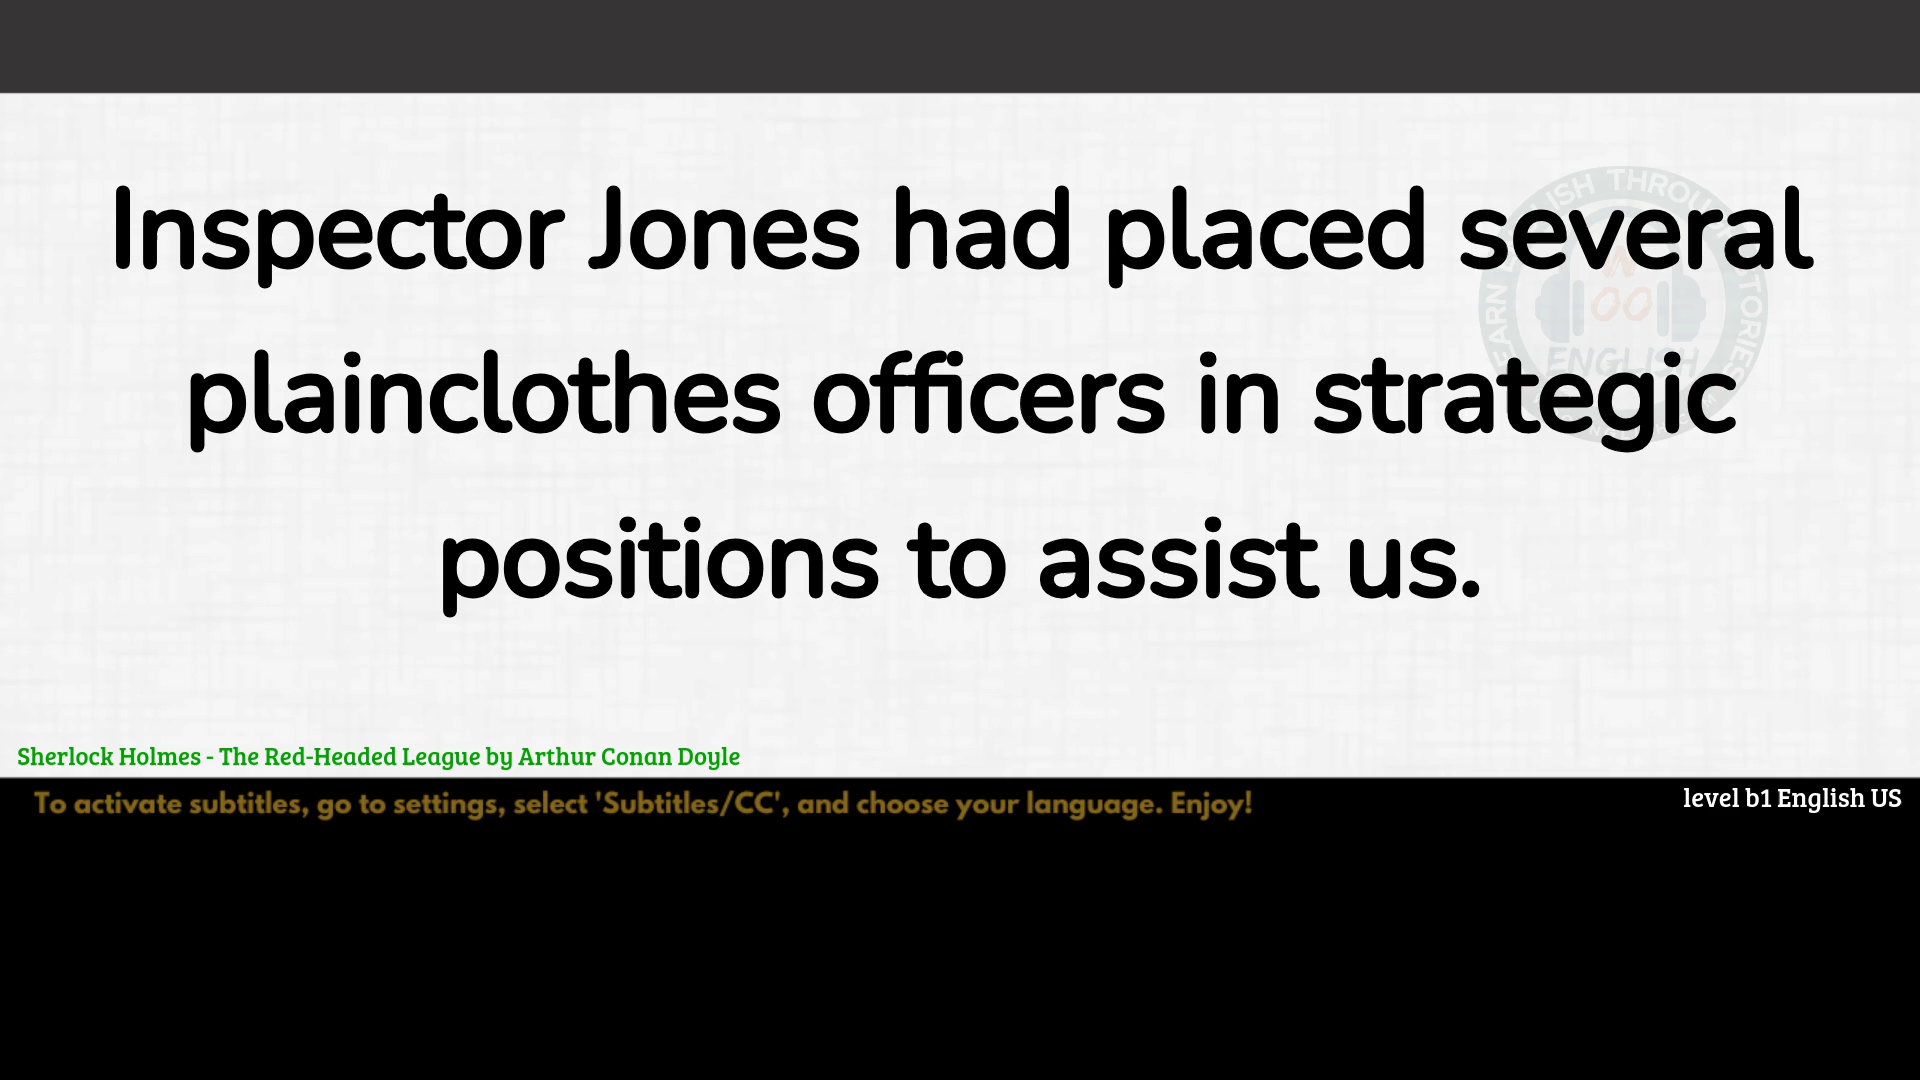 Inspector Jones had placed several
plainclothes officers in strategic
positions to assist us.
ENGLISH
Sherlock Holmes - The Red-Headed League by Arthur Conan Doyle
To activate subtitles, go to settings, select 'Subtitles/CC', and choose your language. Enjoy!
level b1 English US